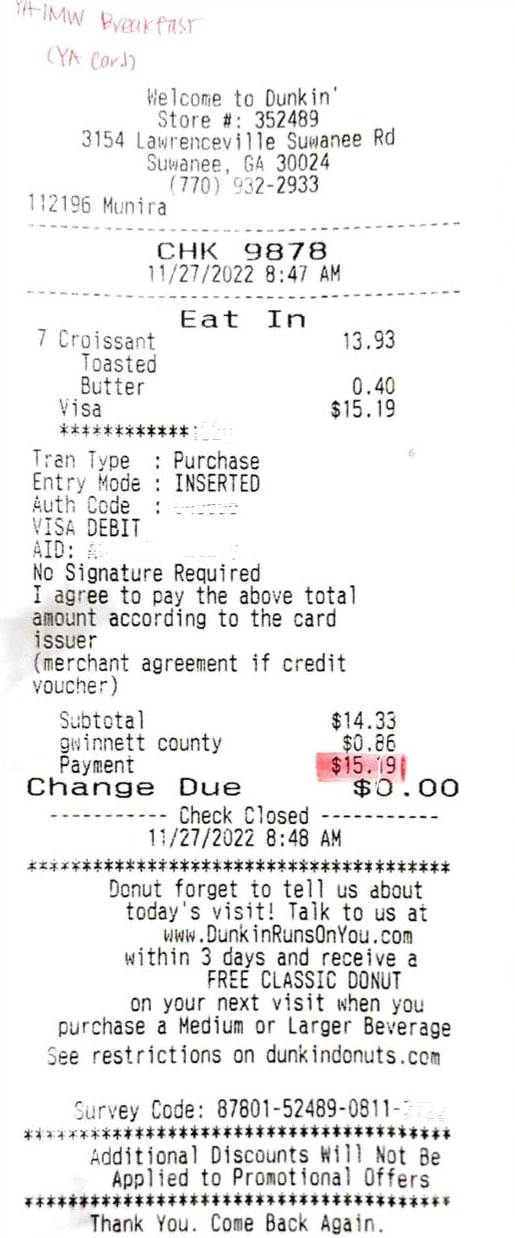 YA-IMW Breakfast
(YA Card)
Welcome to Dunkin'
Store #: 352489
3154 Lawrenceville Suwanee Rd
Suwanee, GA 30024
(770) 932-2933
112196 Munira
CHK 9878
11/27/2022 8:47 AM
Eat In
7 Croissant 13.93
Toasted
Butter 0.40
Visa $15.19
************
Tran Type : Purchase
Entry Mode : INSERTED
Auth Code :
VISA DEBIT
AID:
No Signature Required
I agree to pay the above total
amount according to the card
issuer
(merchant agreement if credit
voucher)
Subtotal $14.33
gwinnett county $0.86
Payment $15.19
Change Due $0.00
----------- Check Closed -----------
11/27/2022 8:48 AM
****************************************
Donut forget to tell us about
today's visit! Talk to us at
www.DunkinRunsOnYou.com
within 3 days and receive a
FREE CLASSIC DONUT
on your next visit when you
purchase a Medium or Larger Beverage
See restrictions on dunkindonuts.com
Survey Code: 87801-52489-0811-
****************************************
Additional Discounts Will Not Be
Applied to Promotional Offers
****************************************
Thank You. Come Back Again.